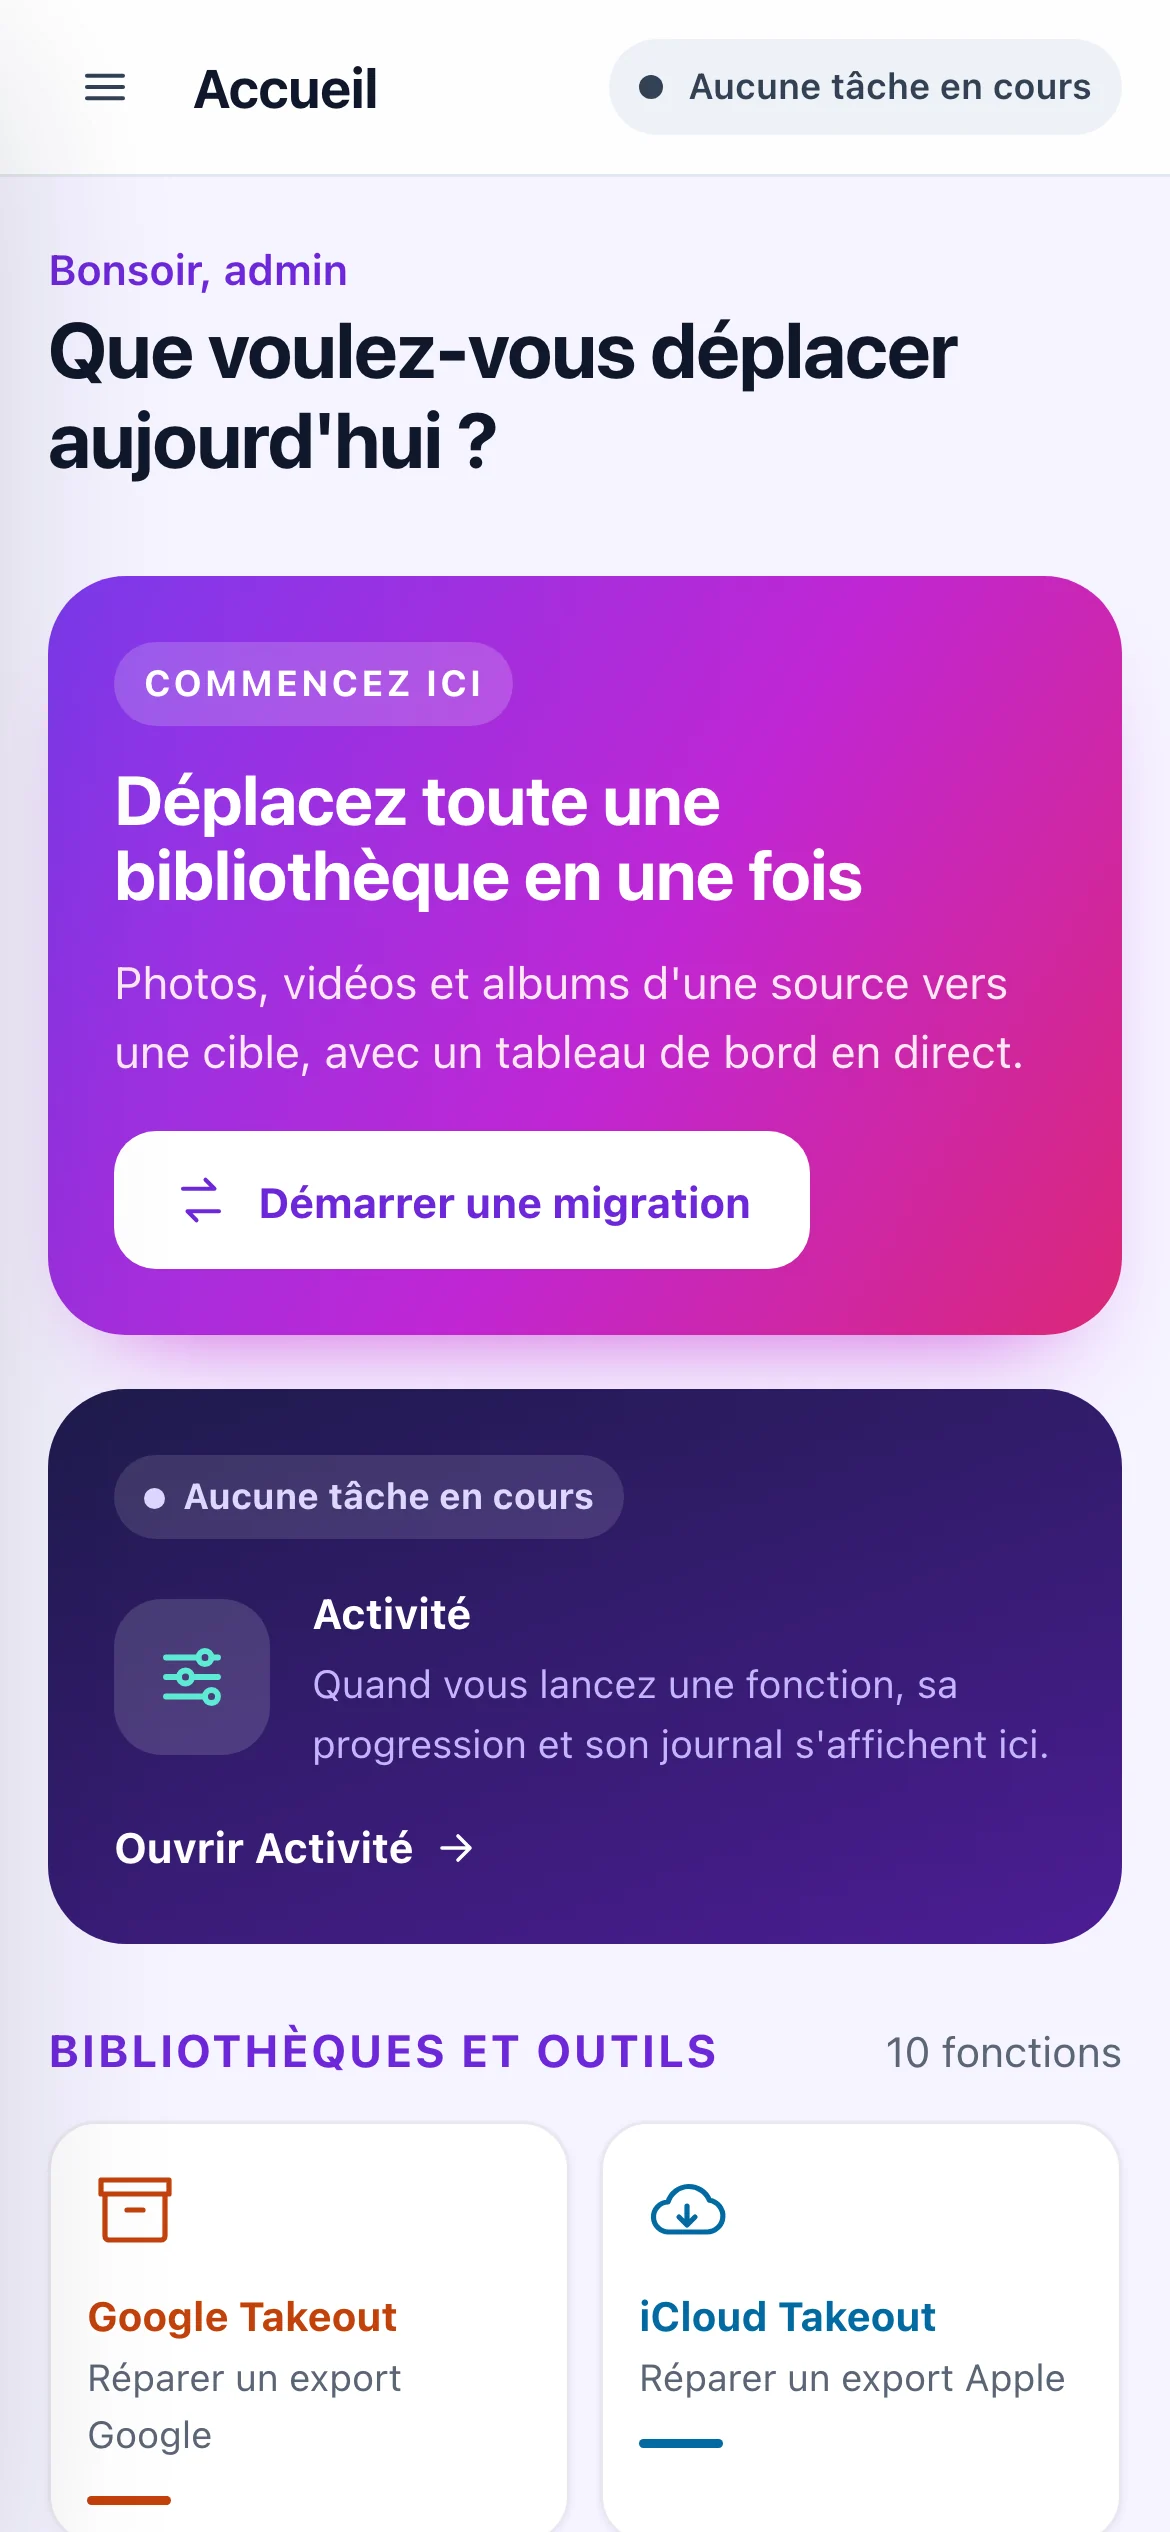 Accueil
Aucune tâche en cours
Bonsoir, admin
Que voulez-vous déplacer
aujourd'hui ?
COMMENCEZ ICI
Déplacez toute une
bibliothèque en une fois
Photos, vidéos et albums d'une source vers
une cible, avec un tableau de bord en direct.
Démarrer une migration
Aucune tâche en cours
Activité
Quand vous lancez une fonction, sa
progression et son journal s'affichent ici.
Ouvrir Activité
BIBLIOTHÈQUES ET OUTILS
10 fonctions
Google Takeout
Réparer un export
Google
iCloud Takeout
Réparer un export Apple